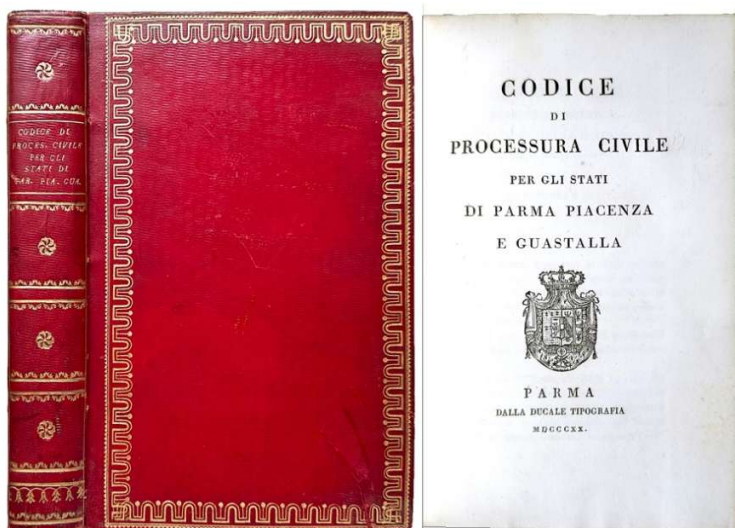 CODICE DI
PROCES. CIVILE
PER GLI
STATI DI
PAR. PIA. GUA.
CODICE
DI
PROCESSURA CIVILE
PER GLI STATI
DI PARMA PIACENZA
E GUASTALLA
PARMA
DALLA DUCALE TIPOGRAFIA
MDCCCXX.